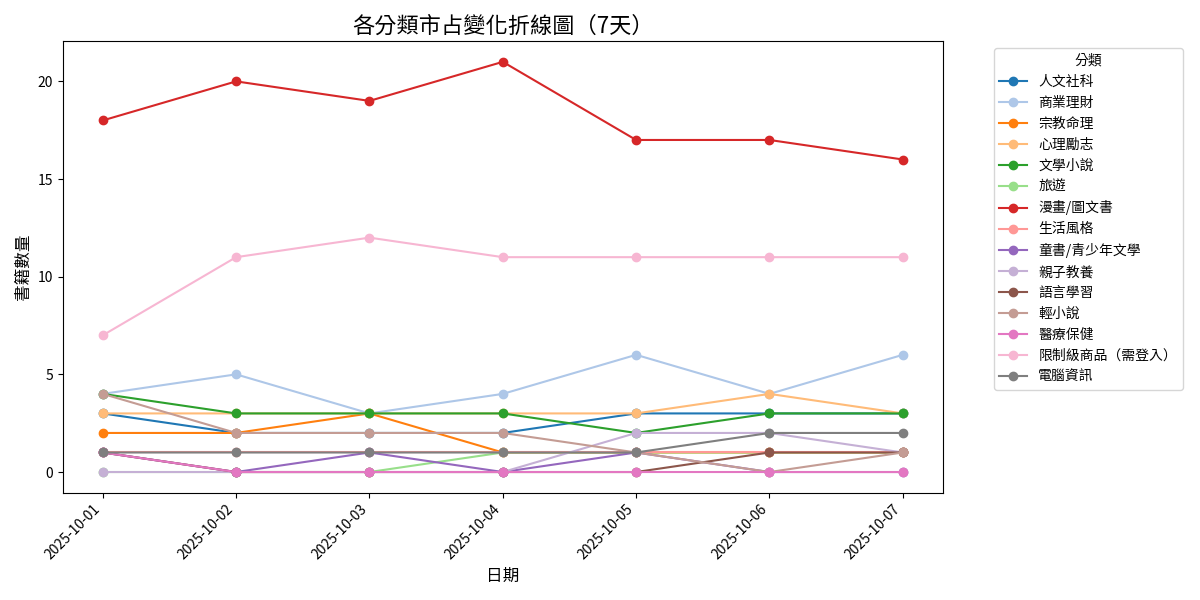 各分類市占變化折線圖（7天）
書籍數量
20
15
10
5
0
2025-10-01
2025-10-02
2025-10-03
2025-10-04
2025-10-05
2025-10-06
2025-10-07
日期
分類
人文社科
商業理財
宗教命理
心理勵志
文學小說
旅遊
漫畫/圖文書
生活風格
童書/青少年文學
親子教養
語言學習
輕小說
醫療保健
限制級商品（需登入）
電腦資訊